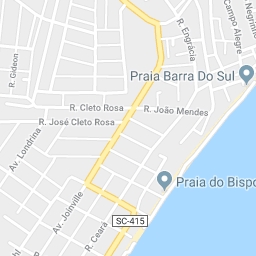 R. Gideon
R. Engrácia
Campo Alegre
Praia Barra Do Sul
R. Cleto Rosa
R. João Mendes
R. José Cleto Rosa
Av. Londrina
Praia do Bispo
Av. Joinville
SC-415
R. Ceará